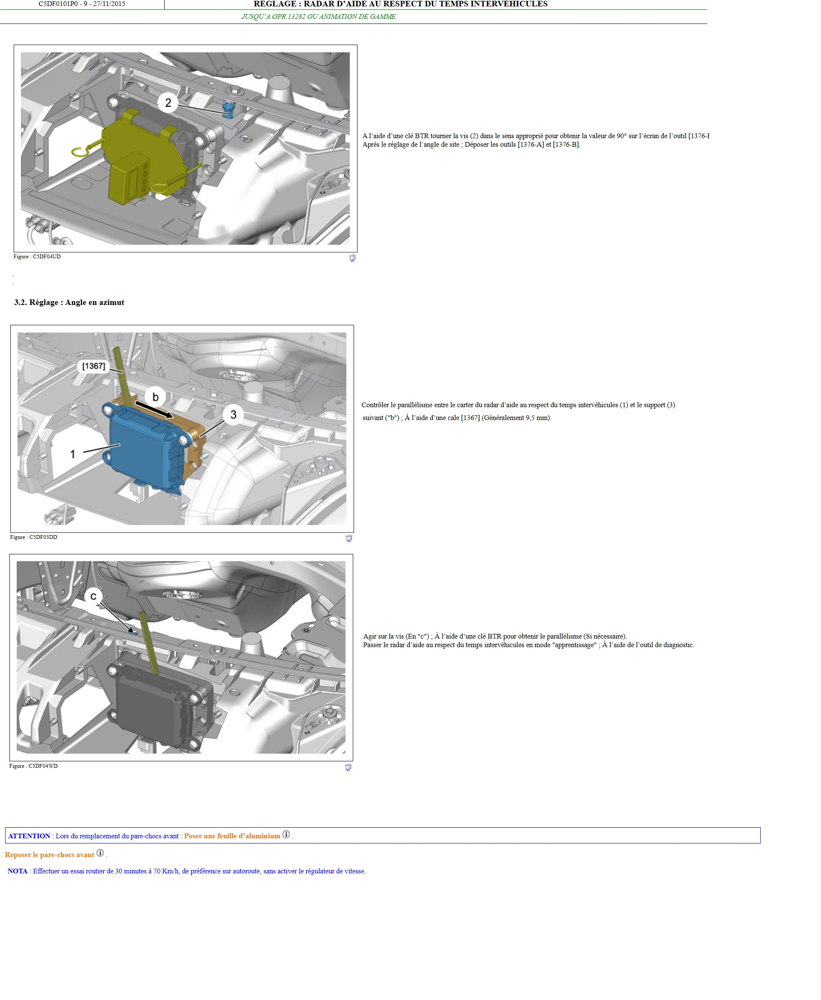 C5DF0101P0 - 9 - 27/11/2015
RÉGLAGE : RADAR D’AIDE AU RESPECT DU TEMPS INTERVÉHICULES
JUSQU’A OPR 13282 OU ANIMATION DE GAMME
2
A l’aide d’une clé BTR tourner la vis (2) dans le sens approprié pour obtenir la valeur de 90° sur l’écran de l’outil
Après le réglage de l’angle de site ; Déposer les outils [1376-A] et [1376-B].
Figure : C5DF04UD
.
.
3.2. Réglage : Angle en azimut
[1367]
b
3
1
Contrôler le parallélisme entre le carter du radar d’aide au respect du temps intervéhicules (1) et le support (3)
suivant ("b") ; À l’aide d’une cale [1367] (Généralement 9,5 mm).
Figure : C5DF05DD
c
Agir sur la vis (En "c") ; À l’aide d’une clé BTR pour obtenir le parallélisme (Si nécessaire).
Passer le radar d’aide au respect du temps intervéhicules en mode "apprentissage" ; À l’aide de l’outil de diagnostic.
Figure : C5DF04WD
ATTENTION : Lors du remplacement du pare-chocs avant : Poser une feuille d’aluminium i .
Reposer le pare-chocs avant i .
NOTA : Effectuer un essai routier de 30 minutes à 70 Km/h, de préférence sur autoroute, sans activer le régulateur de vitesse.